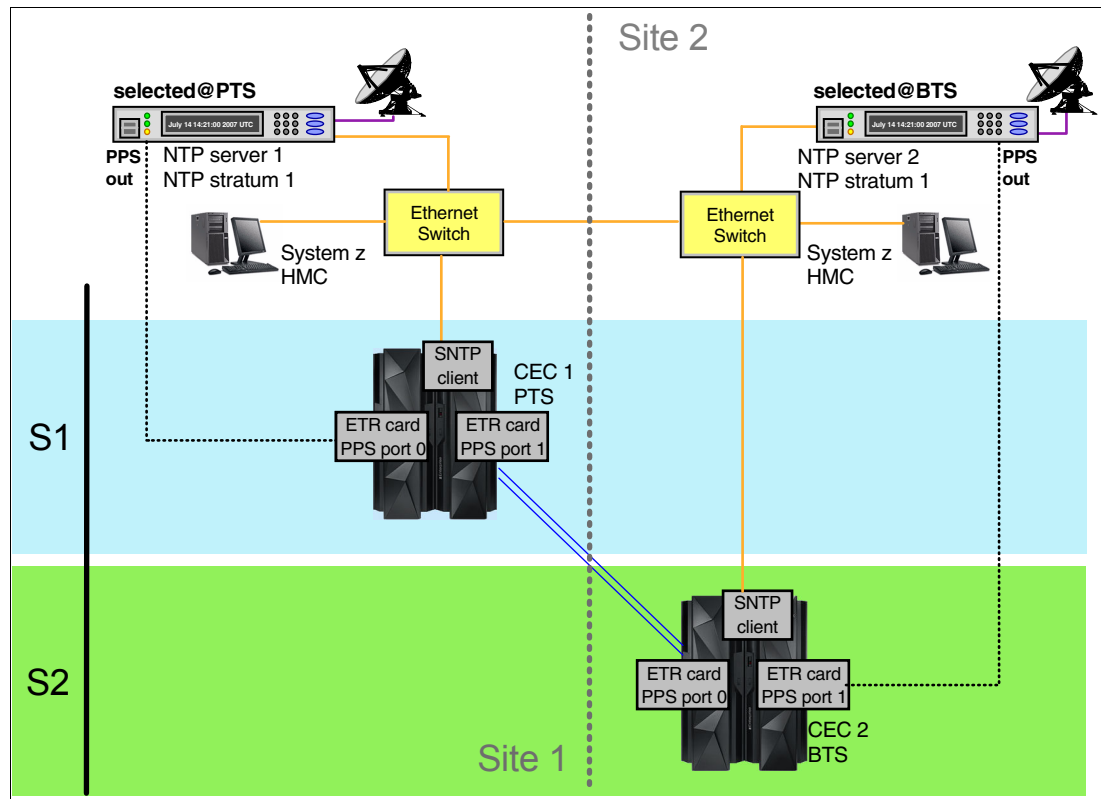 Site 2
selected@PTS
July 14 14:21:00 2007 UTC
PPS
out
NTP server 1
NTP stratum 1
selected@BTS
July 14 14:21:00 2007 UTC
NTP server 2
NTP stratum 1
PPS
out
Ethernet
Switch
System z
HMC
Ethernet
Switch
System z
HMC
S1
SNTP
client
CEC 1
PTS
ETR card
PPS port 0
ETR card
PPS port 1
S2
SNTP
client
ETR card
PPS port 0
ETR card
PPS port 1
CEC 2
BTS
Site 1